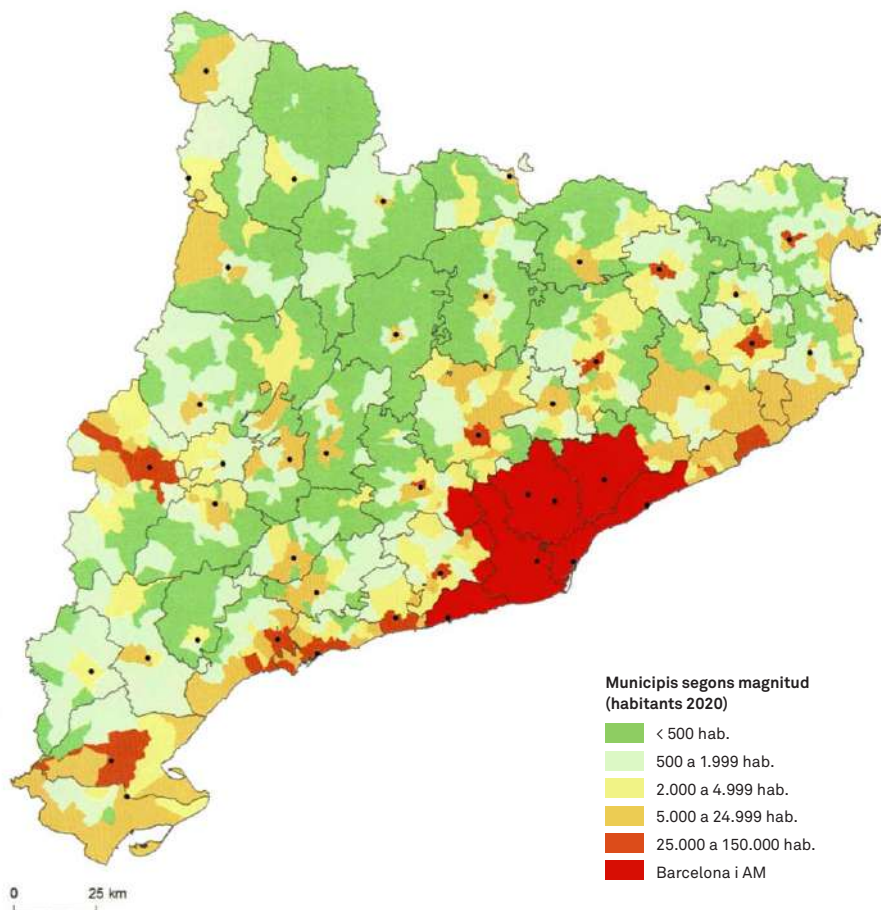 Municipis segons magnitud
(habitants 2020)
< 500 hab.
500 a 1.999 hab.
2.000 a 4.999 hab.
5.000 a 24.999 hab.
25.000 a 150.000 hab.
Barcelona i AM
0 25 km